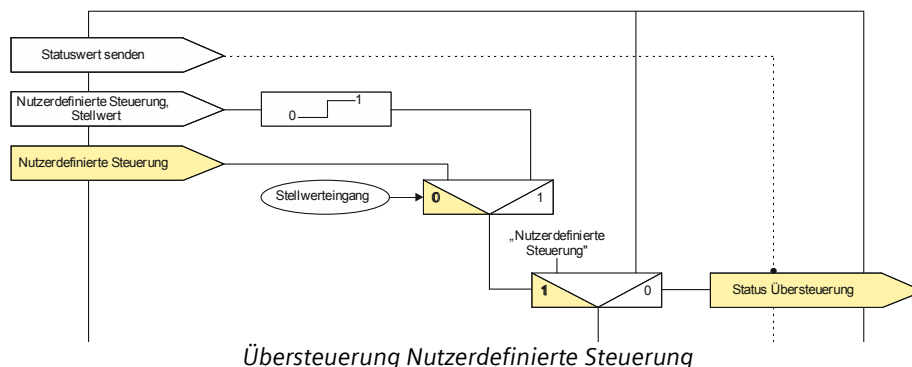 Statuswert senden
Nutzerdefinierte Steuerung,
Stellwert
0
1
Nutzerdefinierte Steuerung
Stellwerteingang
0
1
„Nutzerdefinierte
Steuerung"
1
0
Status Übersteuerung
Übersteuerung Nutzerdefinierte Steuerung